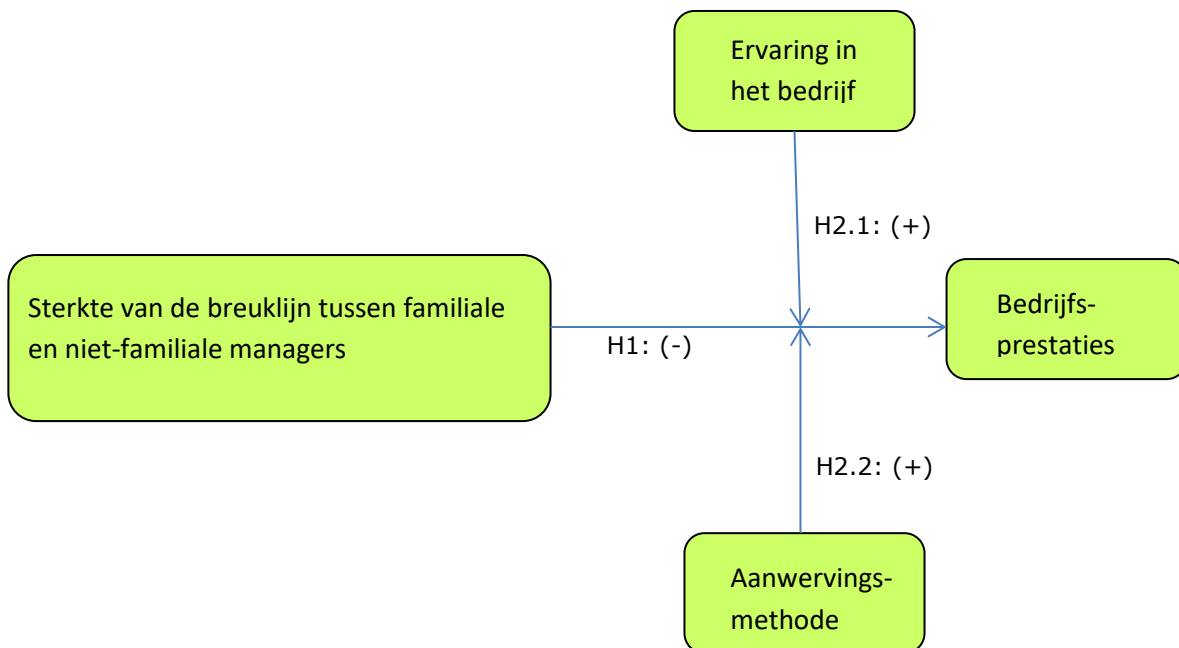 Ervaring in
het bedrijf
H2.1: (+)
Sterkte van de breuklijn tussen familiale
en niet-familiale managers
H1: (-)
Bedrijfs-
prestaties
H2.2: (+)
Aanwervings-
methode